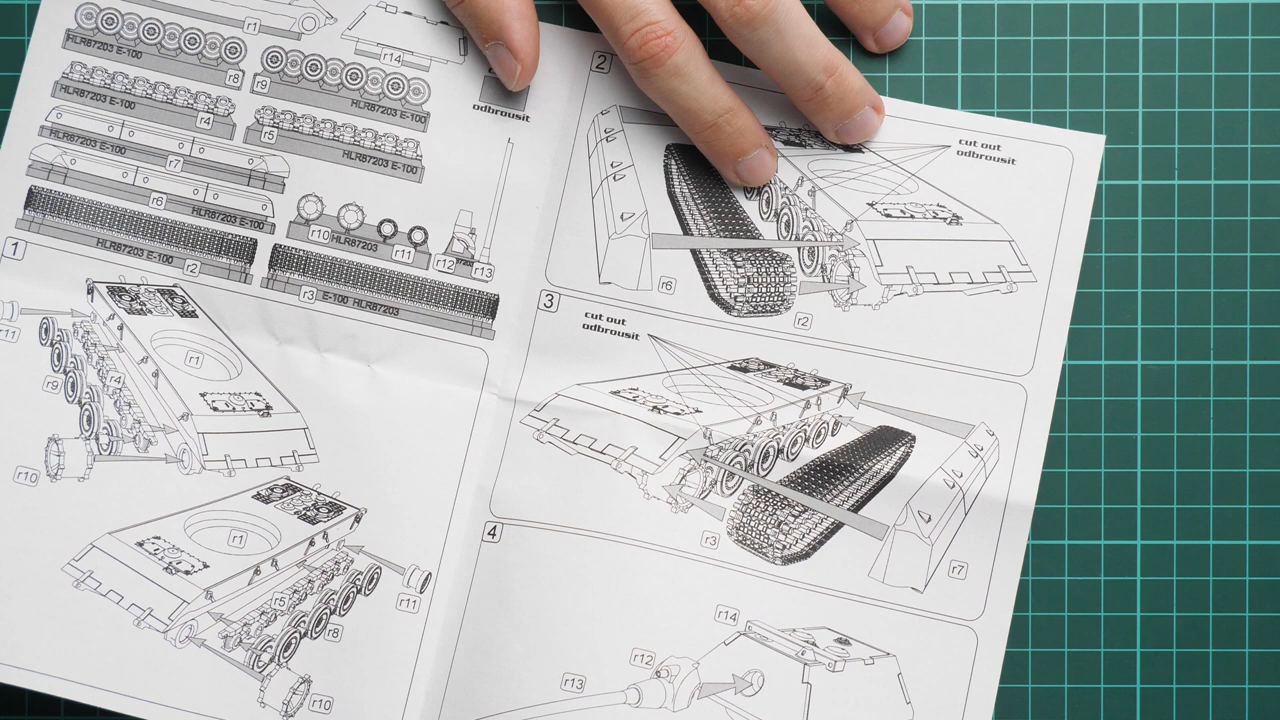 r1
r14
HLR87203 E-100
r8
r9
HLR87203 E-100
HLR87203 E-100
r4
r5
HLR87203 E-100
odbrousit
HLR87203 E-100
r7
r6
HLR87203 E-100
r10
HLR87203
r11
r12
r13
HLR87203 E-100
r2
r3
E-100 HLR87203
1
r11
r9
r4
r1
r10
r1
r5
r8
r11
r10
2
cut out
odbrousit
r6
r2
3
cut out
odbrousit
r3
r7
4
r14
r12
r13